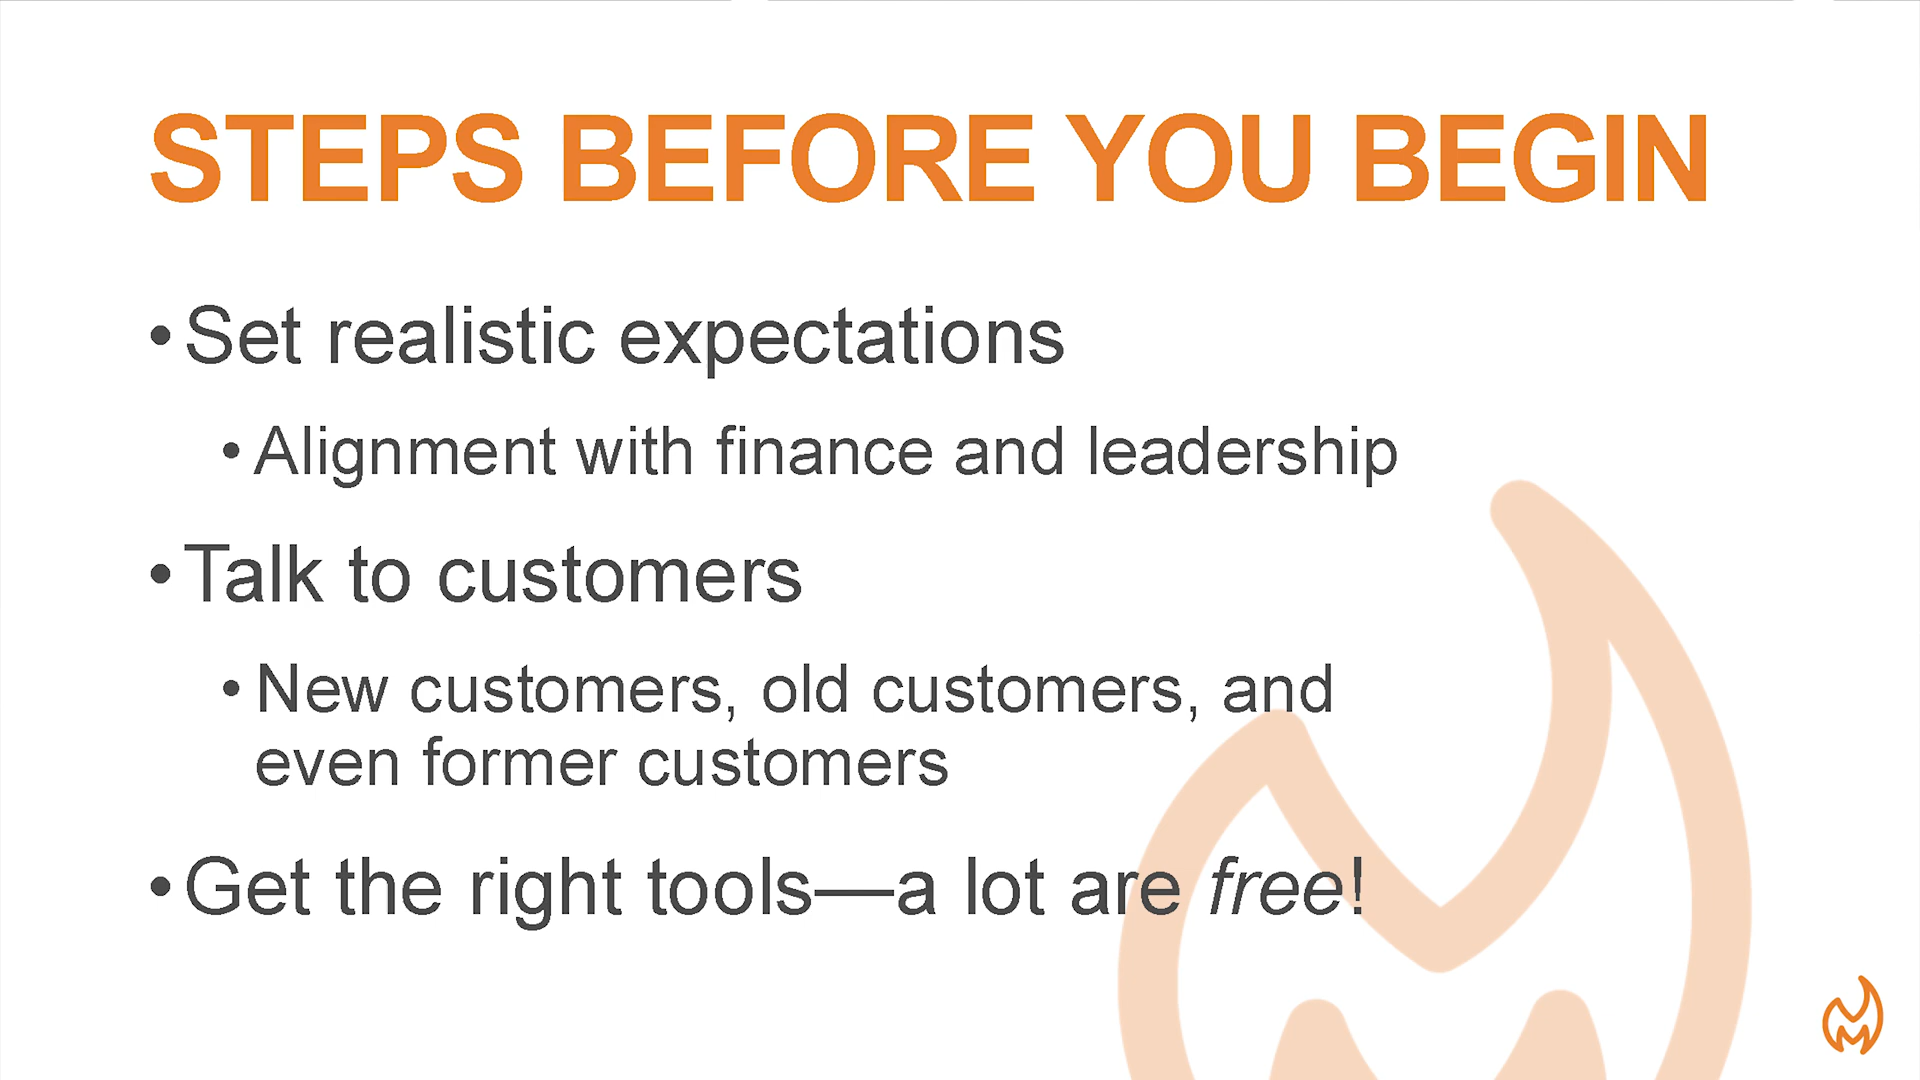 STEPS BEFORE YOU BEGIN
• Set realistic expectations
• Alignment with finance and leadership
• Talk to customers
• New customers, old customers, and
even former customers
• Get the right tools—a lot are free!